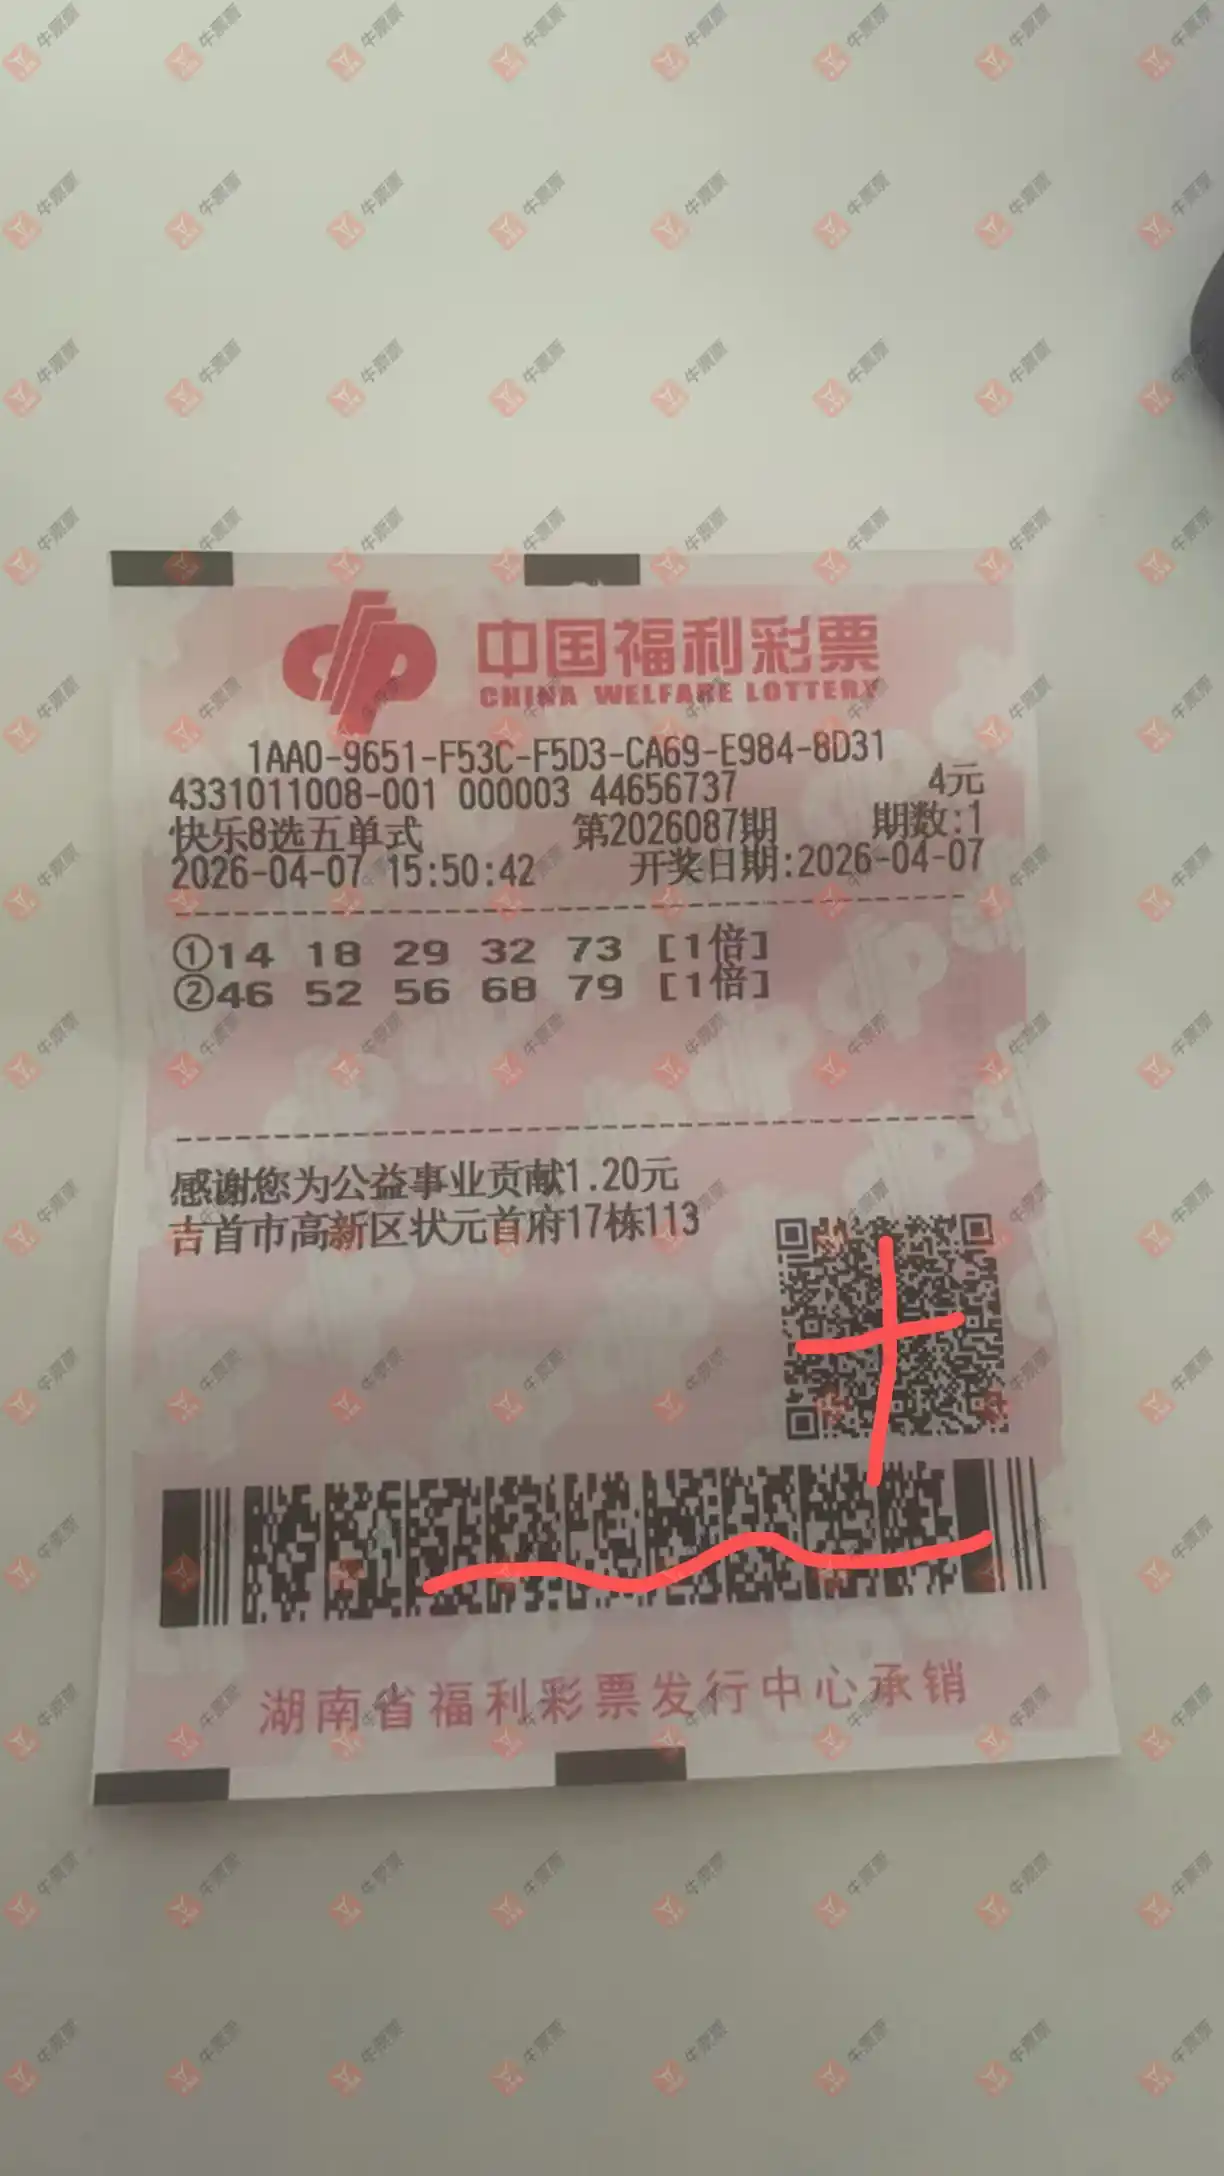 中国福利彩票
CHINA WELFARE LOTTERY
1AA0-9651-F53C-F5D3-CA69-E984-8D31
4331011008-001 000003 44656737 4元
快乐8选五单式 第2026087期 期数:1
2026-04-07 15:50:42 开奖日期:2026-04-07
①14 18 29 32 73 [1倍]
②46 52 56 68 79 [1倍]
感谢您为公益事业贡献1.20元
吉首市高新区状元首府17栋113
湖南省福利彩票发行中心承销
牛票票